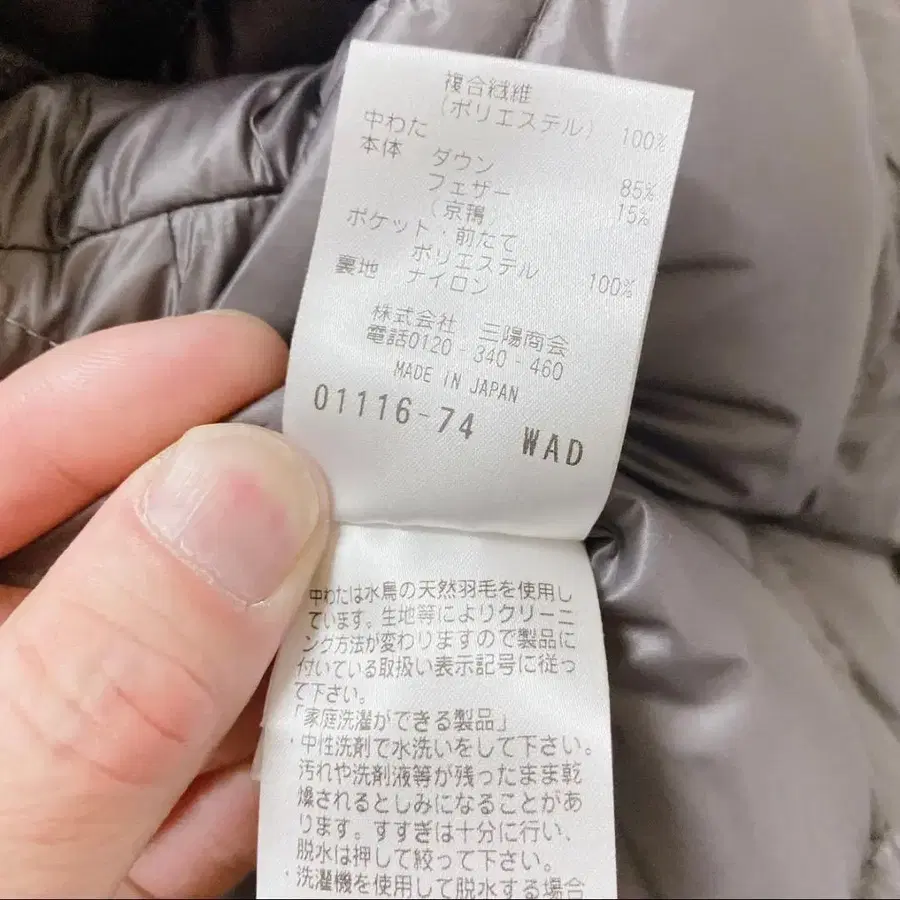 複合繊維
(ポリエステル) 100%
中わた
本体 ダウン 85%
フェザー 15%
(京鴨)
ポケット・前たて
ポリエステル 100%
裏地 ナイロン
株式会社 三陽商会
電話0120-340-460
MADE IN JAPAN
01116-74 WAD
中わたは水鳥の天然羽毛を使用し
ています。生地等によりクリーニ
ング方法が変わりますので製品に
付いている取扱い表示記号に従っ
て下さい。
「家庭洗濯ができる製品」
・中性洗剤で水洗いをして下さい。
汚れや洗剤液等が残ったまま乾
燥されるとしみになることがあ
ります。すすぎは十分に行い、
脱水は押して絞って下さい。
・洗濯機を使用して脱水する場合